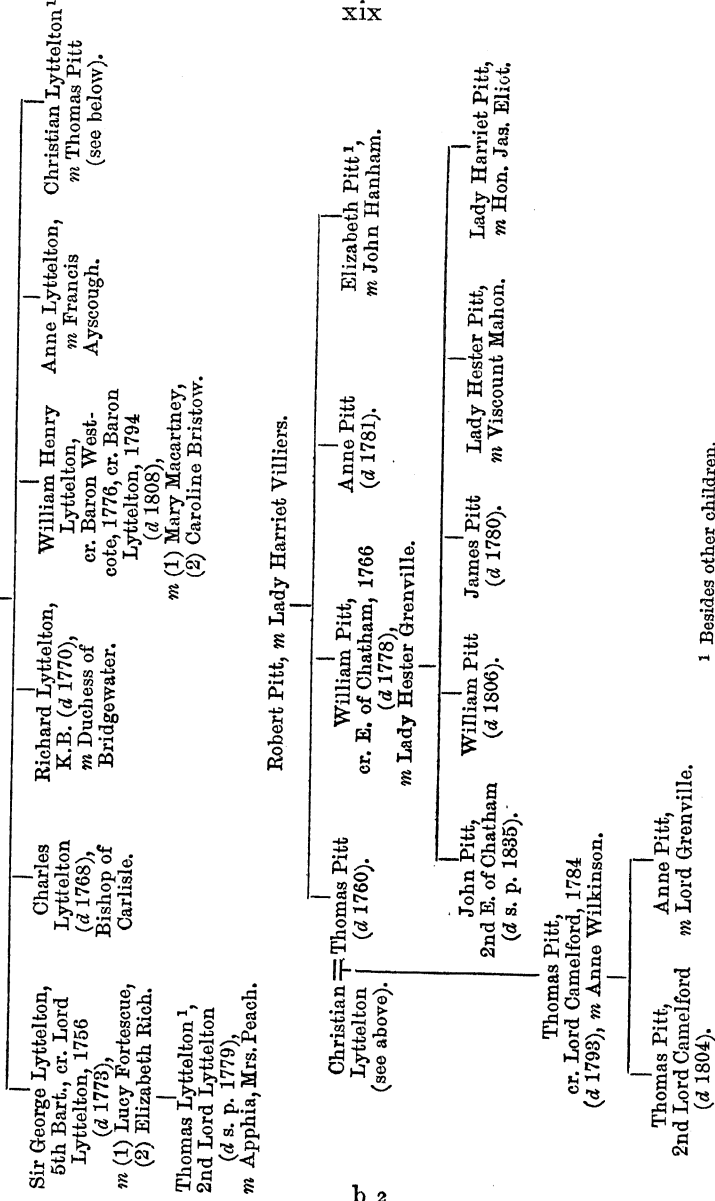 xix
Sir George Lyttelton,
5th Bart., cr. Lord
Lyttelton, 1756
(d 1773),
m (1) Lucy Fortescue,
(2) Elizabeth Rich.
Thomas Lyttelton¹,
2nd Lord Lyttelton
(d s. p. 1779),
m Apphia, Mrs. Peach.
Charles
Lyttelton
(d 1768),
Bishop of
Carlisle.
Richard Lyttelton,
K.B. (d 1770),
m Duchess of
Bridgewater.
William Henry
Lyttelton,
cr. Baron West-
cote, 1776, cr. Baron
Lyttelton, 1794
(d 1808),
m (1) Mary Macartney,
(2) Caroline Bristow.
Anne Lyttelton,
m Francis
Ayscough.
Christian Lyttelton¹
m Thomas Pitt
(see below).
Robert Pitt, m Lady Harriet Villiers.
Christian
Lyttelton
(see above).
Thomas Pitt
(d 1760).
William Pitt,
cr. E. of Chatham, 1766
(d 1778),
m Lady Hester Grenville.
Anne Pitt
(d 1781).
Elizabeth Pitt¹,
m John Hanham.
John Pitt,
2nd E. of Chatham
(d s. p. 1835).
William Pitt
(d 1806).
James Pitt
(d 1780).
Lady Hester Pitt,
m Viscount Mahon.
Lady Harriet Pitt,
m Hon. Jas. Eliot.
Thomas Pitt,
cr. Lord Camelford, 1784
(d 1793), m Anne Wilkinson.
Thomas Pitt,
2nd Lord Camelford
(d 1804).
Anne Pitt,
m Lord Grenville.
¹ Besides other children.
b 2